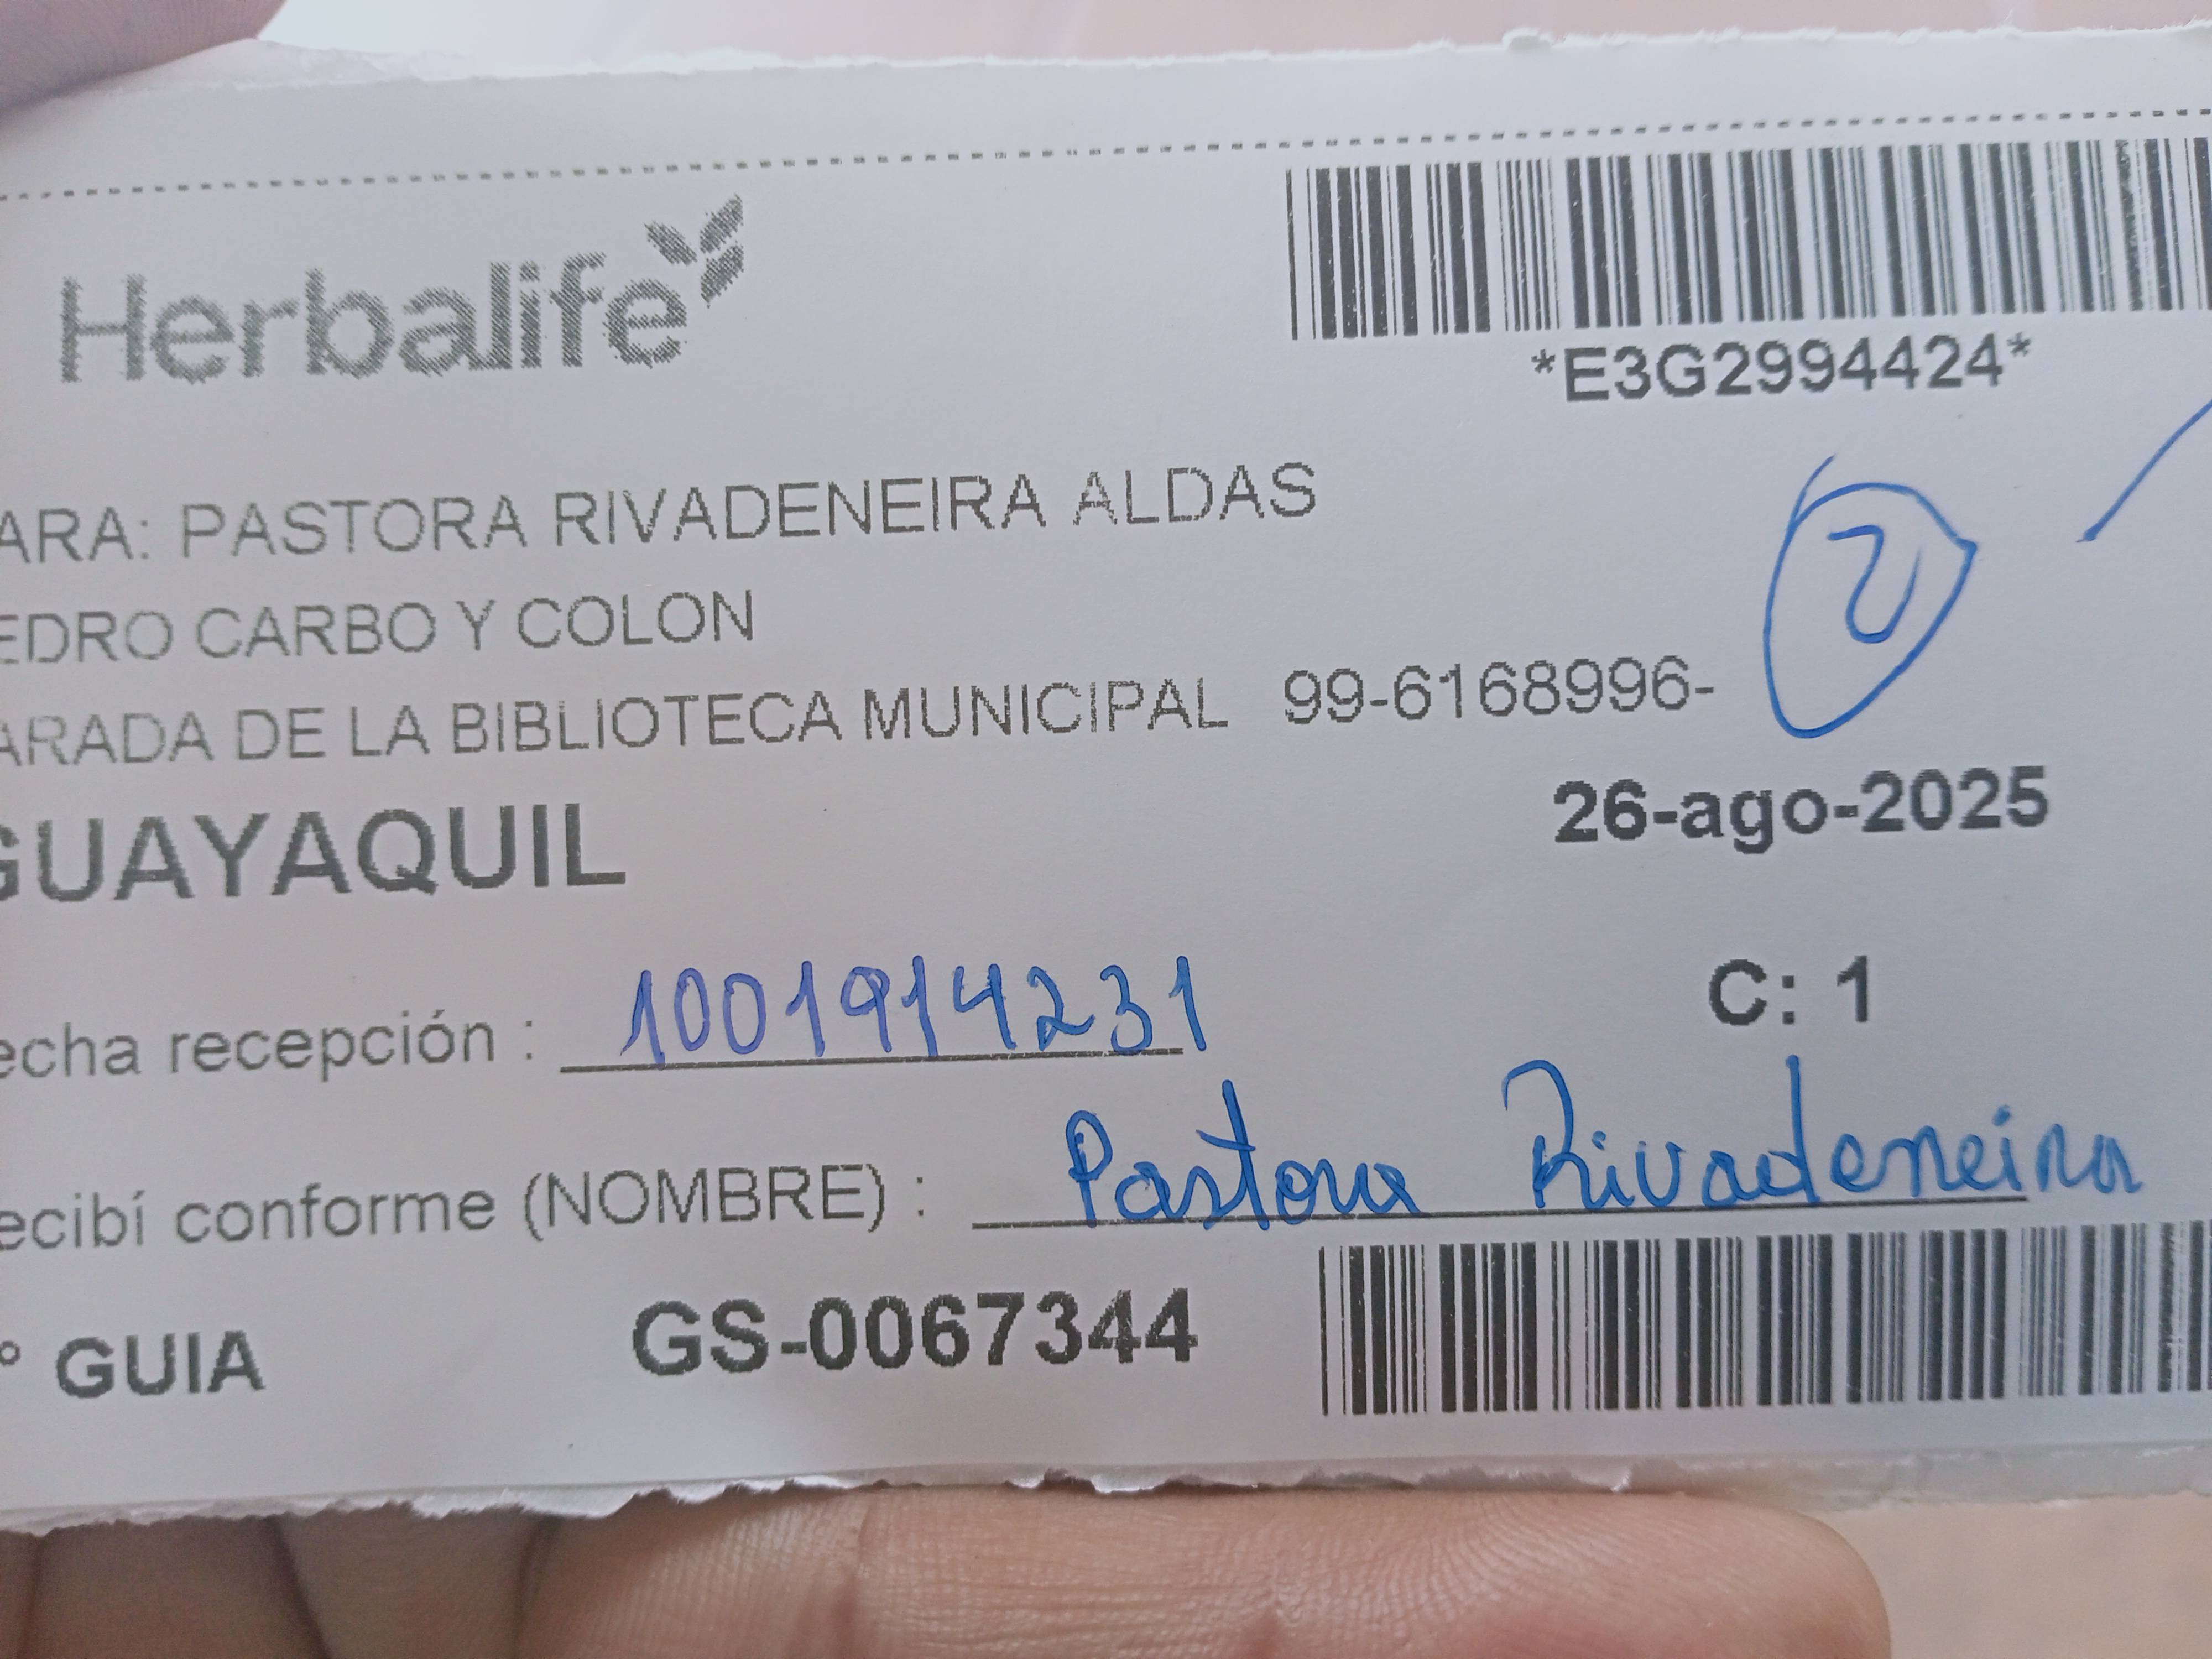 Herbalife
*E3G2994424*
ARA: PASTORA RIVADENEIRA ALDAS
2
EDRO CARBO Y COLON
ARADA DE LA BIBLIOTECA MUNICIPAL 99-6168996-
26-ago-2025
GUAYAQUIL
C: 1
echa recepción : 1001914231
ecibí conforme (NOMBRE) : Pastora Rivadeneira
° GUIA GS-0067344